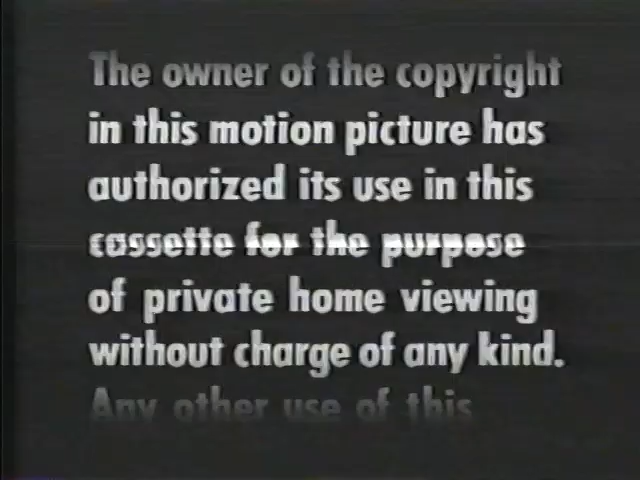 The owner of the copyright
in this motion picture has
authorized its use in this
cassette for the purpose
of private home viewing
without charge of any kind.
Any other use of this